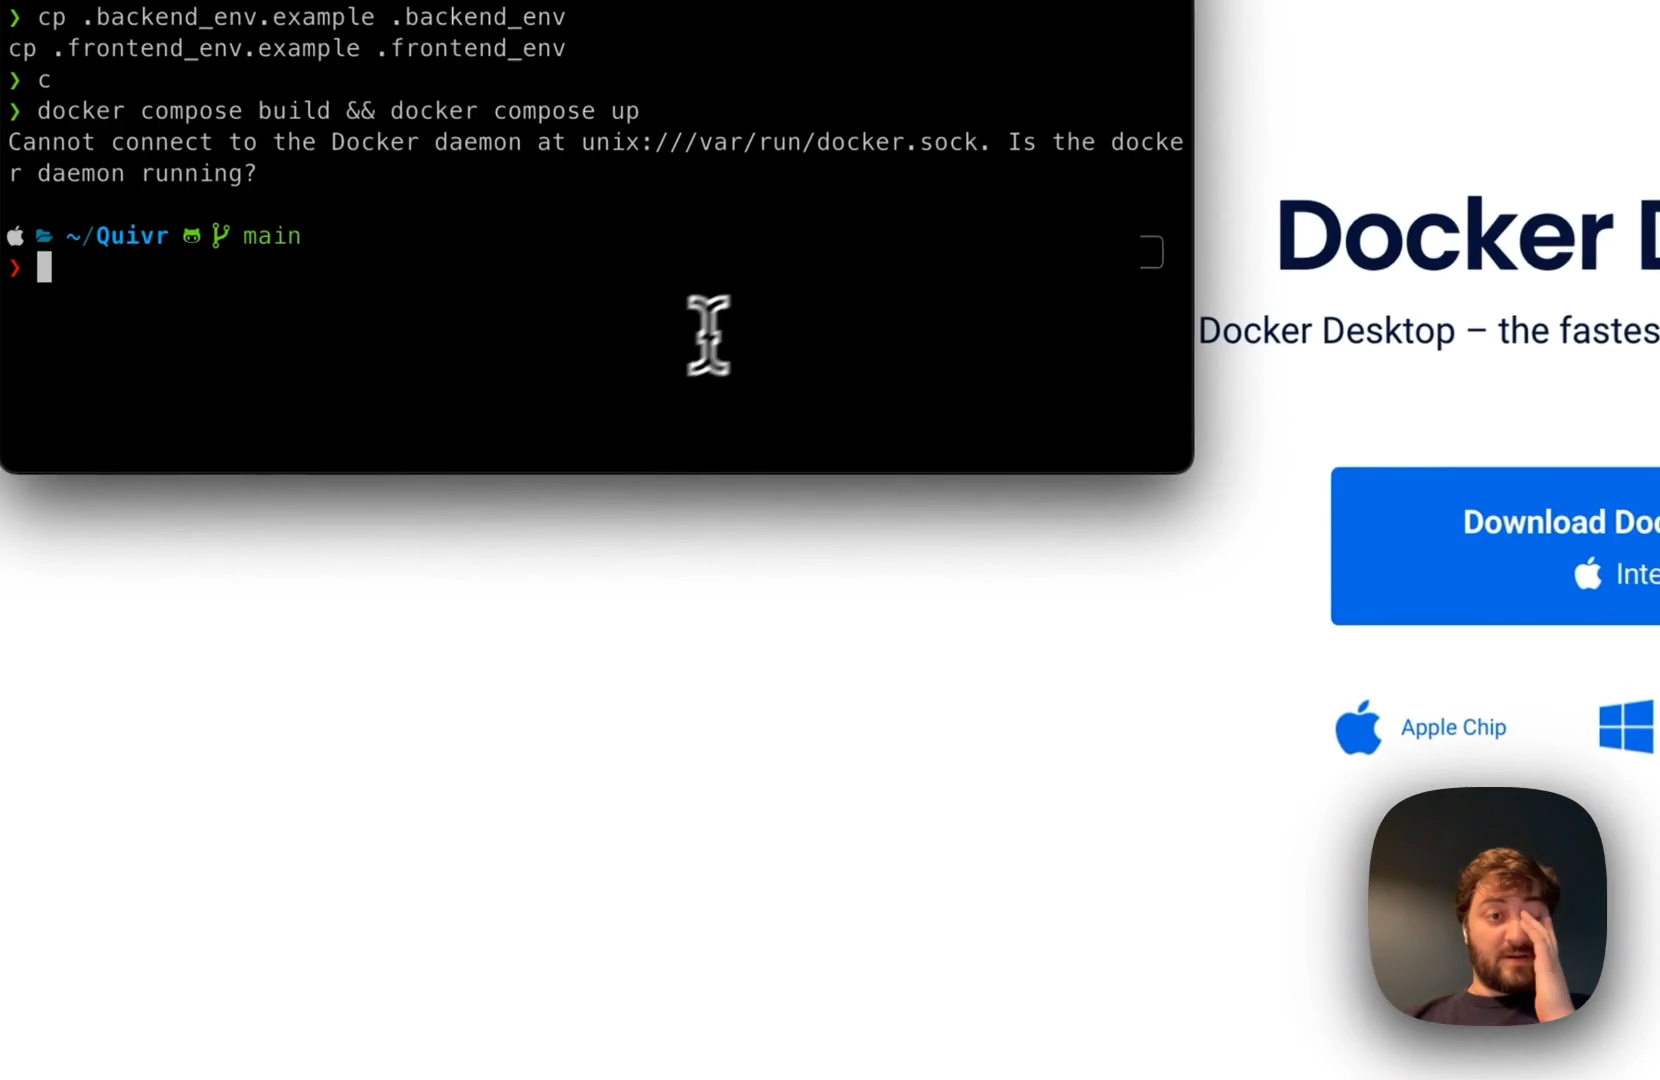 ❯ cp .backend_env.example .backend_env
cp .frontend_env.example .frontend_env
❯ c
❯ docker compose build && docker compose up
Cannot connect to the Docker daemon at unix:///var/run/docker.sock. Is the docke
r daemon running?
~/Quivr main
❯
Docker D
Docker Desktop – the fastes
Download Doc
Inte
Apple Chip